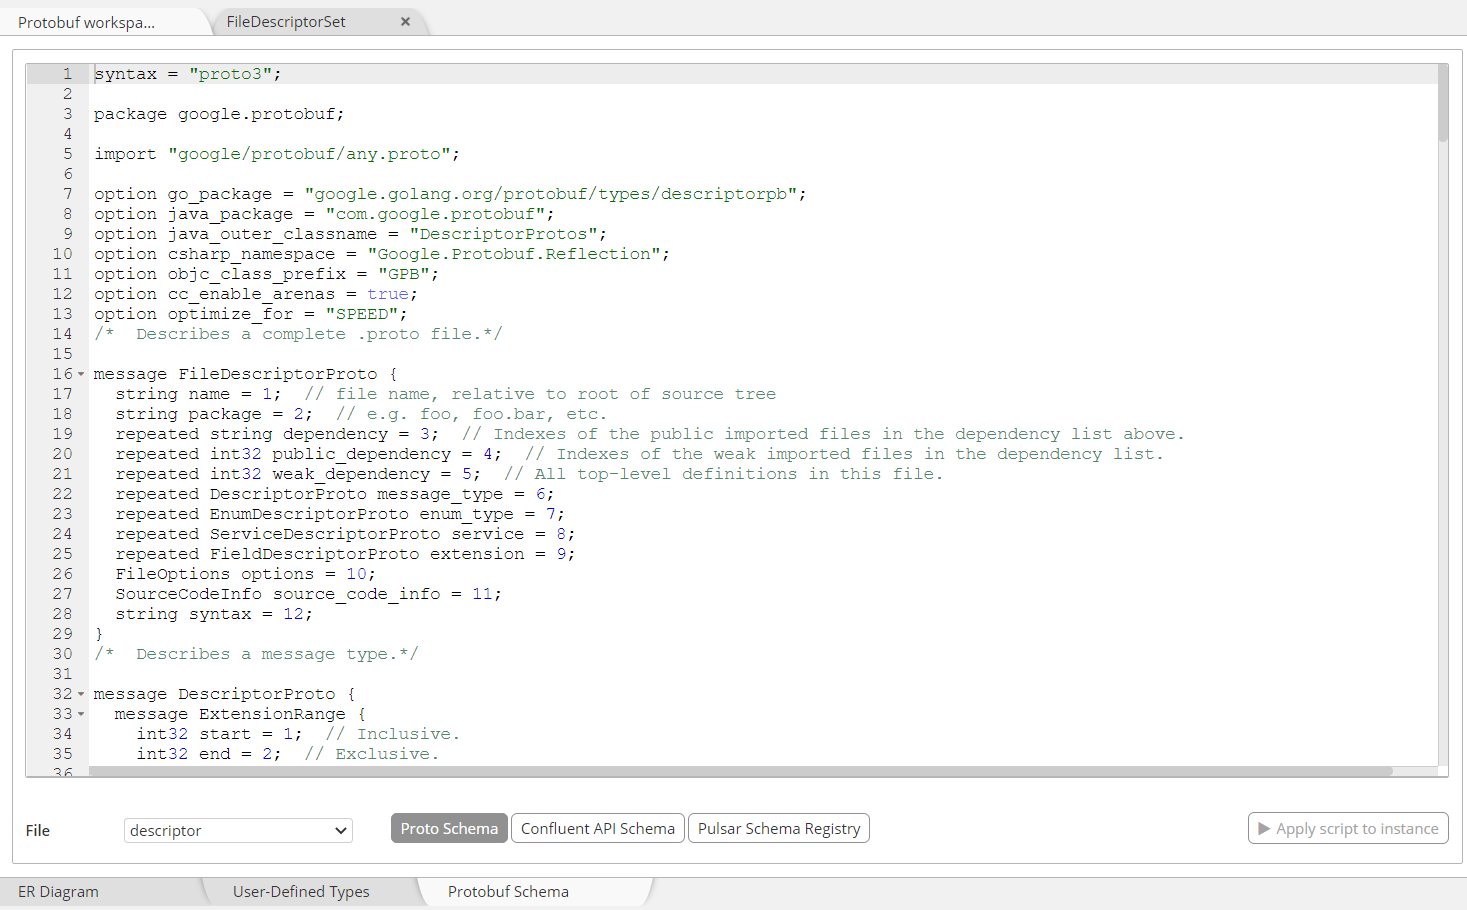 Protobuf workspa...
FileDescriptorSet ×
1 syntax = "proto3";
2
3 package google.protobuf;
4
5 import "google/protobuf/any.proto";
6
7 option go_package = "google.golang.org/protobuf/types/descriptorpb";
8 option java_package = "com.google.protobuf";
9 option java_outer_classname = "DescriptorProtos";
10 option csharp_namespace = "Google.Protobuf.Reflection";
11 option objc_class_prefix = "GPB";
12 option cc_enable_arenas = true;
13 option optimize_for = "SPEED";
14 /*  Describes a complete .proto file.*/
15
16 message FileDescriptorProto {
17   string name = 1;  // file name, relative to root of source tree
18   string package = 2;  // e.g. foo, foo.bar, etc.
19   repeated string dependency = 3;  // Indexes of the public imported files in the dependency list above.
20   repeated int32 public_dependency = 4;  // Indexes of the weak imported files in the dependency list.
21   repeated int32 weak_dependency = 5;  // All top-level definitions in this file.
22   repeated DescriptorProto message_type = 6;
23   repeated EnumDescriptorProto enum_type = 7;
24   repeated ServiceDescriptorProto service = 8;
25   repeated FieldDescriptorProto extension = 9;
26   FileOptions options = 10;
27   SourceCodeInfo source_code_info = 11;
28   string syntax = 12;
29 }
30 /*  Describes a message type.*/
31
32 message DescriptorProto {
33   message ExtensionRange {
34     int32 start = 1;  // Inclusive.
35     int32 end = 2;  // Exclusive.
36
File
descriptor
Proto Schema
Confluent API Schema
Pulsar Schema Registry
Apply script to instance
ER Diagram
User-Defined Types
Protobuf Schema